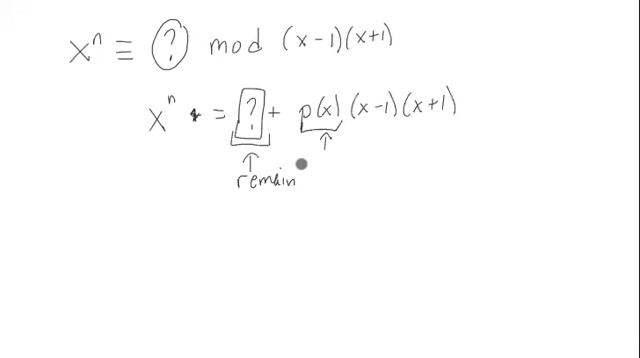 xⁿ ≡ ? mod (x-1)(x+1)
xⁿ = ? + p(x)(x-1)(x+1)
↑ ↑
remain